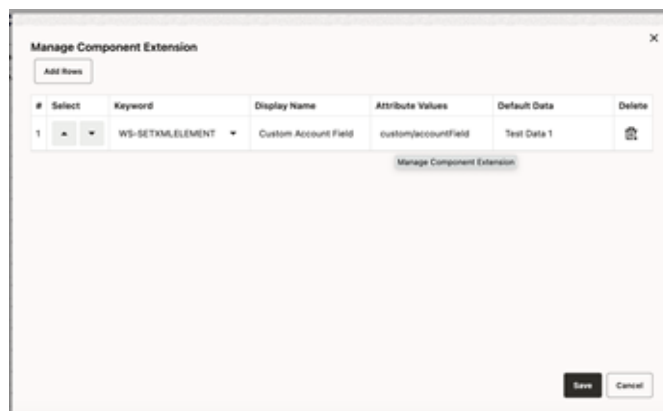 Manage Component Extension
Add Rows
# Select Keyword Display Name Attribute Values Default Data Delete
1 WS-SETXMLELEMENT Custom Account Field custom/accountField Test Data 1
Manage Component Extension
Save Cancel